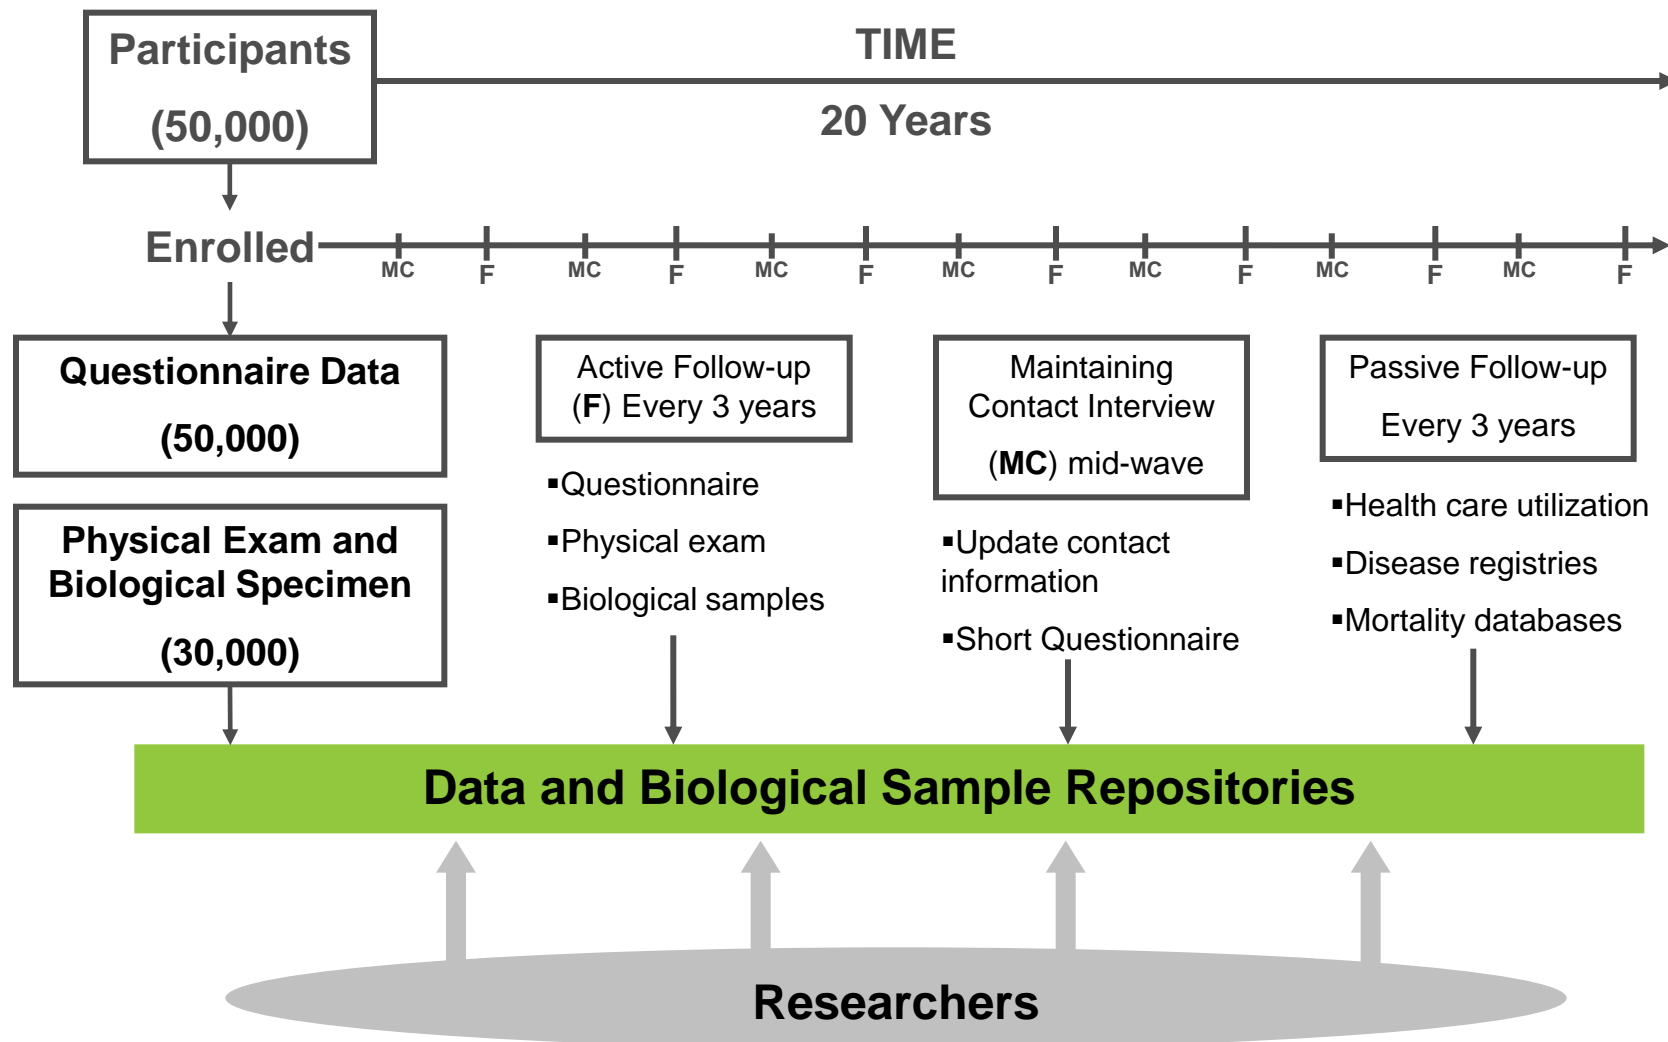 Participants
(50,000)
TIME
20 Years
Enrolled
MC
F
MC
F
MC
F
MC
F
MC
F
MC
F
MC
F
Questionnaire Data
(50,000)
Physical Exam and
Biological Specimen
(30,000)
Active Follow-up
(F) Every 3 years
▪Questionnaire
▪Physical exam
▪Biological samples
Maintaining
Contact Interview
(MC) mid-wave
▪Update contact
information
▪Short Questionnaire
Passive Follow-up
Every 3 years
▪Health care utilization
▪Disease registries
▪Mortality databases
Data and Biological Sample Repositories
Researchers